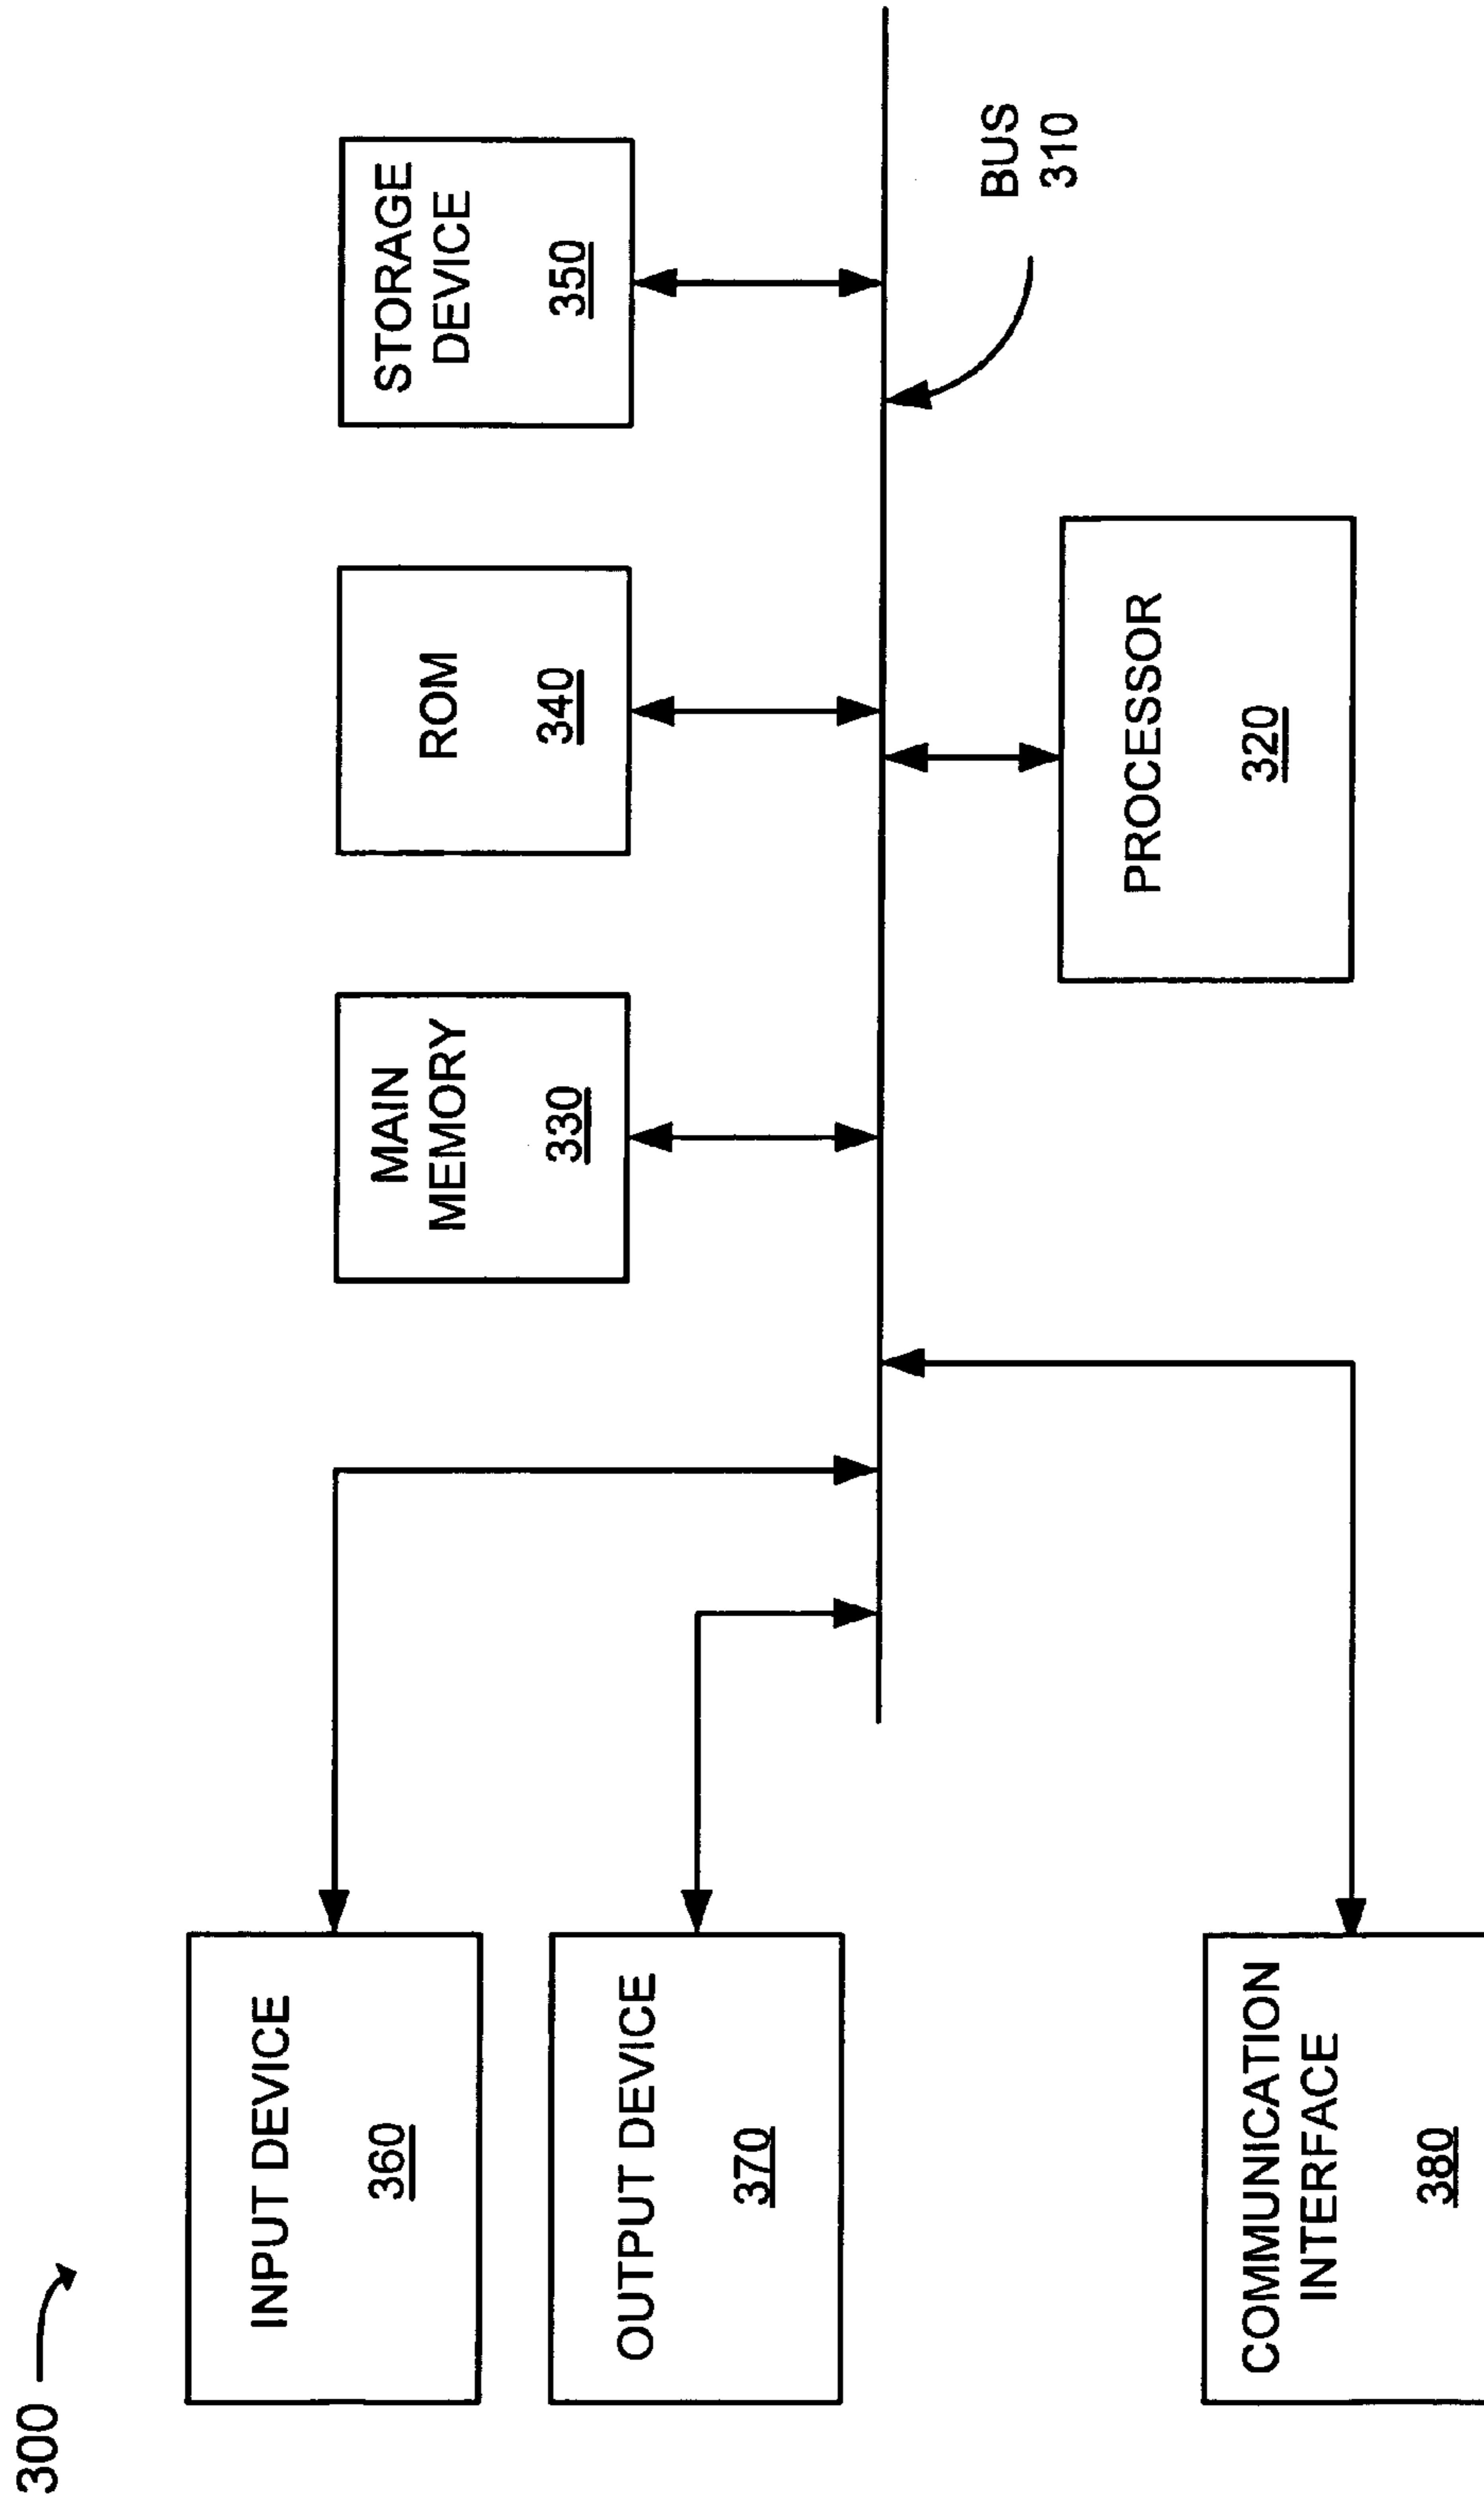 300
INPUT DEVICE
360
OUTPUT DEVICE
370
COMMUNICATION
INTERFACE
380
MAIN
MEMORY
330
ROM
340
STORAGE
DEVICE
350
PROCESSOR
320
BUS
310